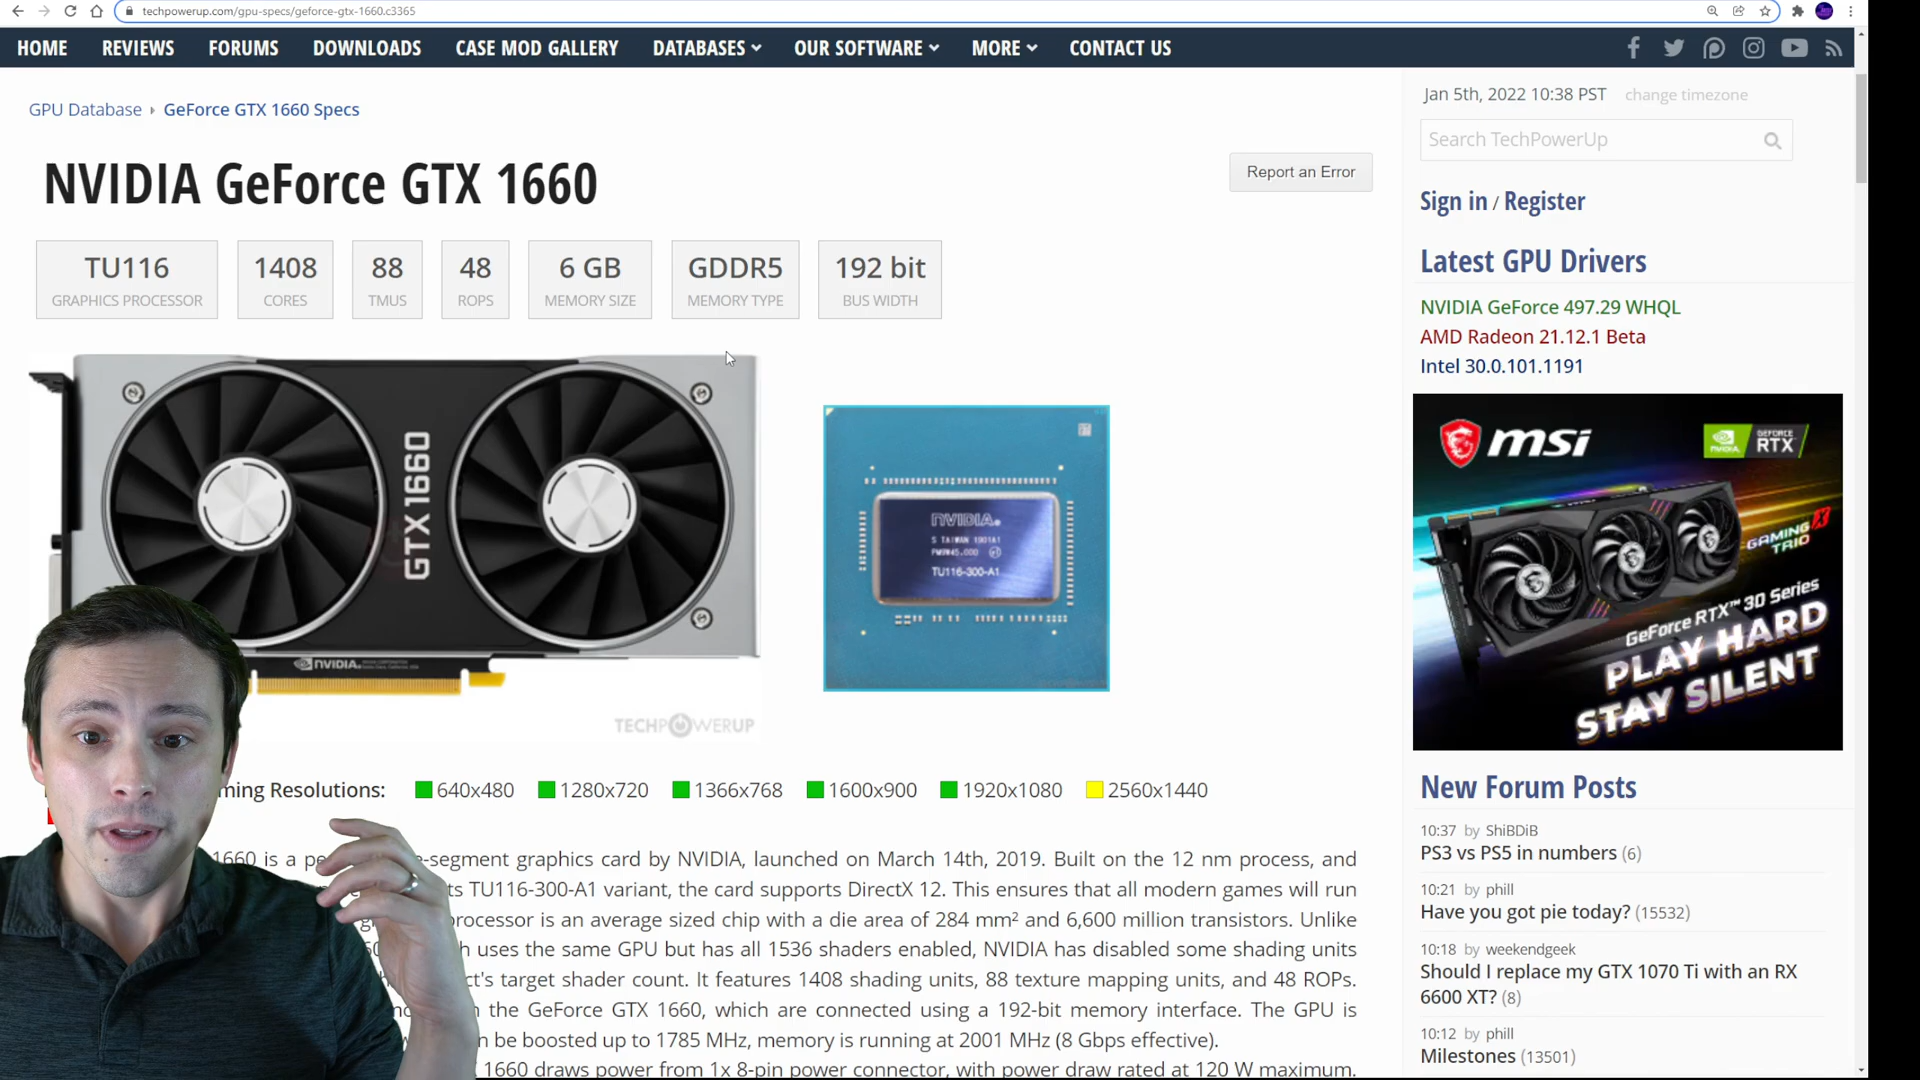 techpowerup.com/gpu-specs/geforce-gtx-1660.c3365
HOME REVIEWS FORUMS DOWNLOADS CASE MOD GALLERY DATABASES OUR SOFTWARE MORE CONTACT US
GPU Database GeForce GTX 1660 Specs
NVIDIA GeForce GTX 1660
Report an Error
TU116
GRAPHICS PROCESSOR
1408
CORES
88
TMUS
48
ROPS
6 GB
MEMORY SIZE
GDDR5
MEMORY TYPE
192 bit
BUS WIDTH
GTX1660
NVIDIA
TECHPOWERUP
NVIDIA
S TAIWAN 1901A1
TU116-300-A1
ming Resolutions: 640x480 1280x720 1366x768 1600x900 1920x1080 2560x1440
1660 is a pe e-segment graphics card by NVIDIA, launched on March 14th, 2019. Built on the 12 nm process, and
ts TU116-300-A1 variant, the card supports DirectX 12. This ensures that all modern games will run
processor is an average sized chip with a die area of 284 mm² and 6,600 million transistors. Unlike
h uses the same GPU but has all 1536 shaders enabled, NVIDIA has disabled some shading units
ct's target shader count. It features 1408 shading units, 88 texture mapping units, and 48 ROPs.
the GeForce GTX 1660, which are connected using a 192-bit memory interface. The GPU is
n be boosted up to 1785 MHz, memory is running at 2001 MHz (8 Gbps effective).
1660 draws power from 1x 8-pin power connector, with power draw rated at 120 W maximum.
Jan 5th, 2022 10:38 PST change timezone
Search TechPowerUp
Sign in / Register
Latest GPU Drivers
NVIDIA GeForce 497.29 WHQL
AMD Radeon 21.12.1 Beta
Intel 30.0.101.1191
msi
NVIDIA
GEFORCE
RTX
GAMING X
TRIO
GeForce RTX™ 30 Series
PLAY HARD
STAY SILENT
New Forum Posts
10:37 by ShiBDiB
PS3 vs PS5 in numbers (6)
10:21 by phill
Have you got pie today? (15532)
10:18 by weekendgeek
Should I replace my GTX 1070 Ti with an RX
6600 XT? (8)
10:12 by phill
Milestones (13501)